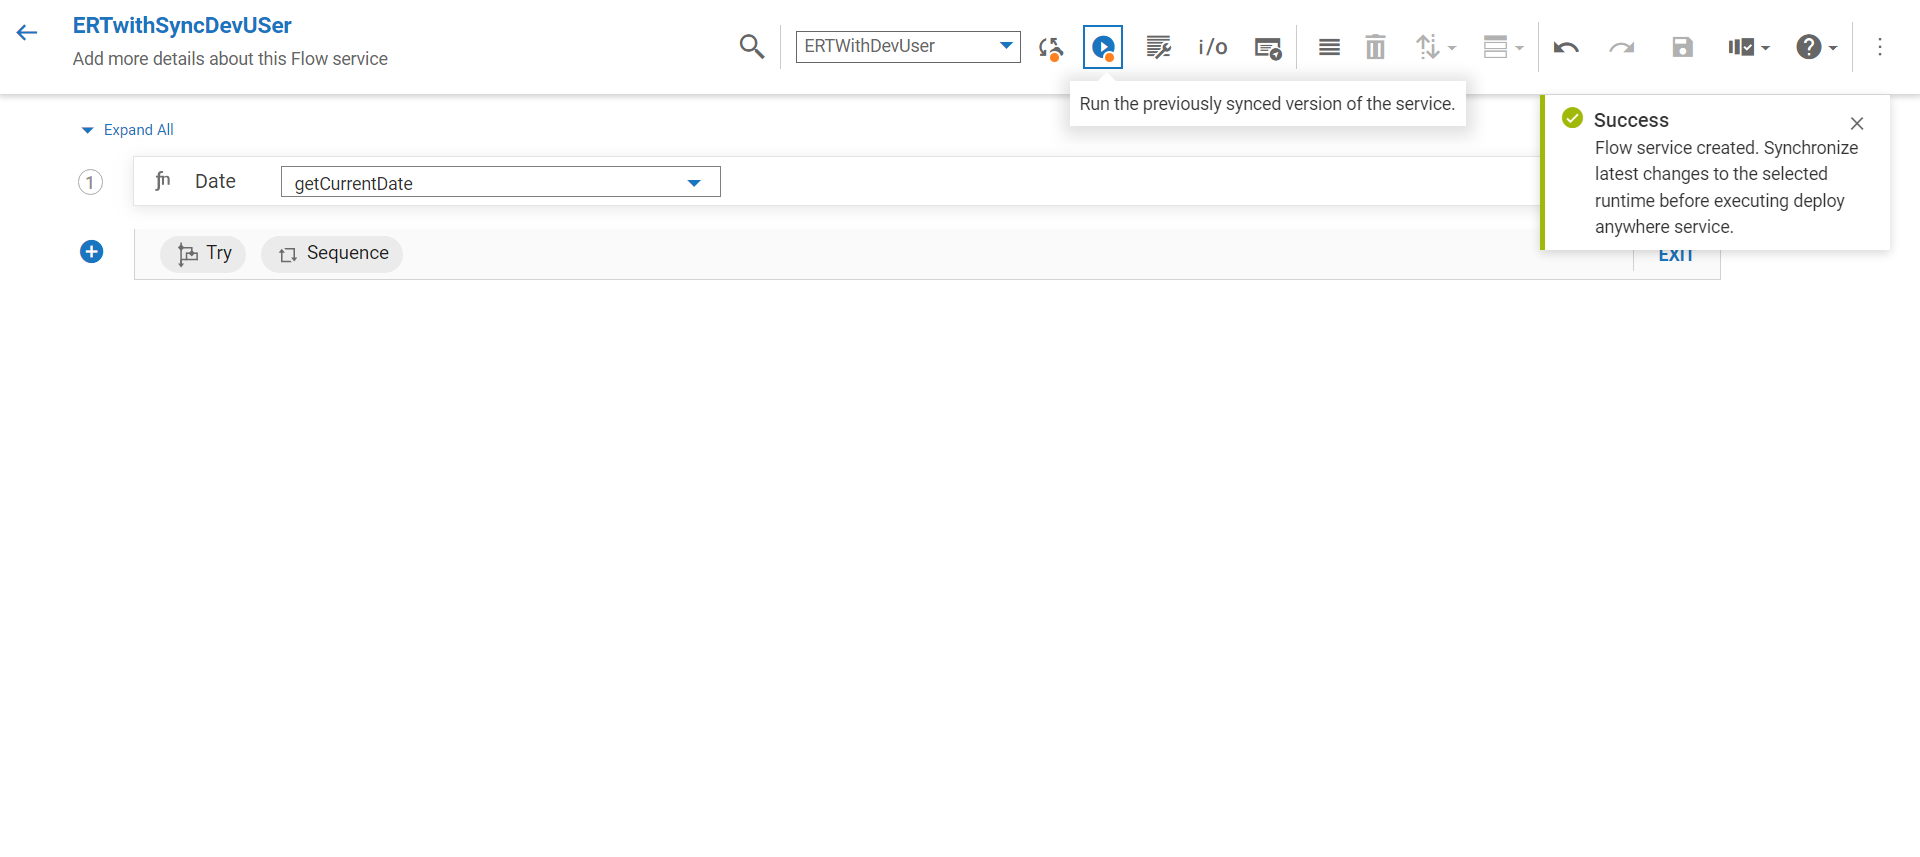 ERTwithSyncDevUSer
Add more details about this Flow service
ERTWithDevUser
i/o
Run the previously synced version of the service.
Success
Flow service created. Synchronize
latest changes to the selected
runtime before executing deploy
anywhere service.
Expand All
1
fn Date getCurrentDate
Try Sequence
EXIT